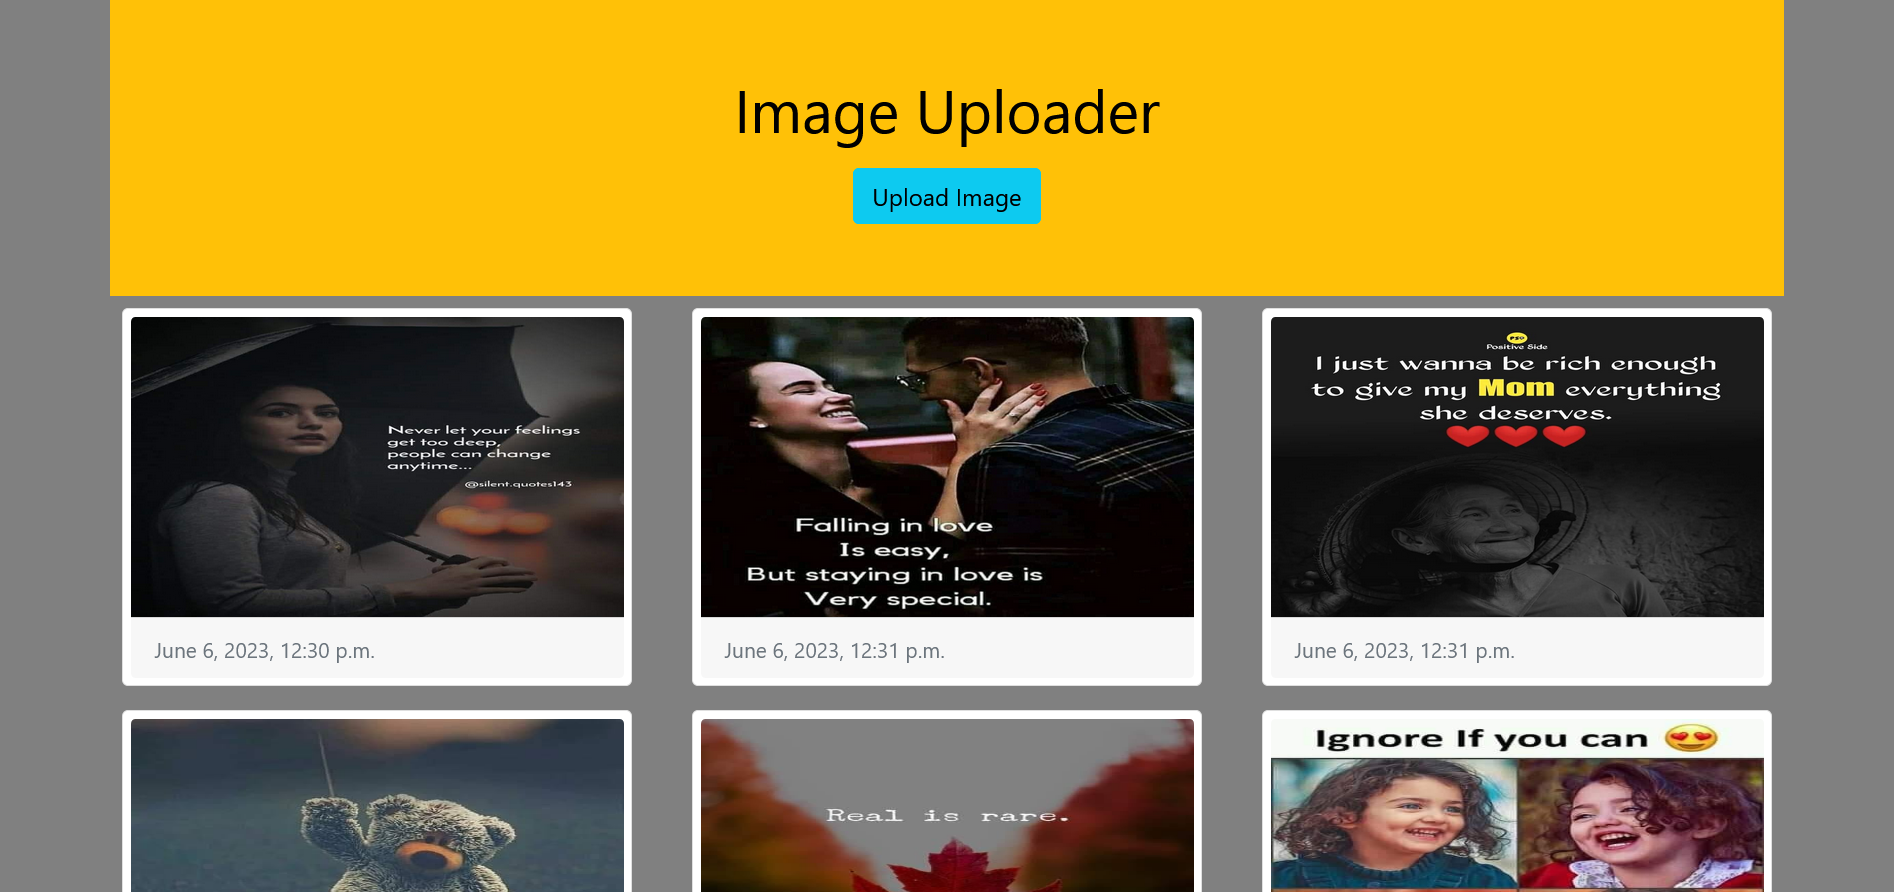 Image Uploader
Upload Image
Never let your feelings
get too deep,
people can change
anytime...
@silent.quotes143
June 6, 2023, 12:30 p.m.
Falling in love
Is easy,
But staying in love is
Very special.
June 6, 2023, 12:31 p.m.
Positive Side
I just wanna be rich enough
to give my Mom everything
she deserves.
June 6, 2023, 12:31 p.m.
Real is rare.
Ignore If you can